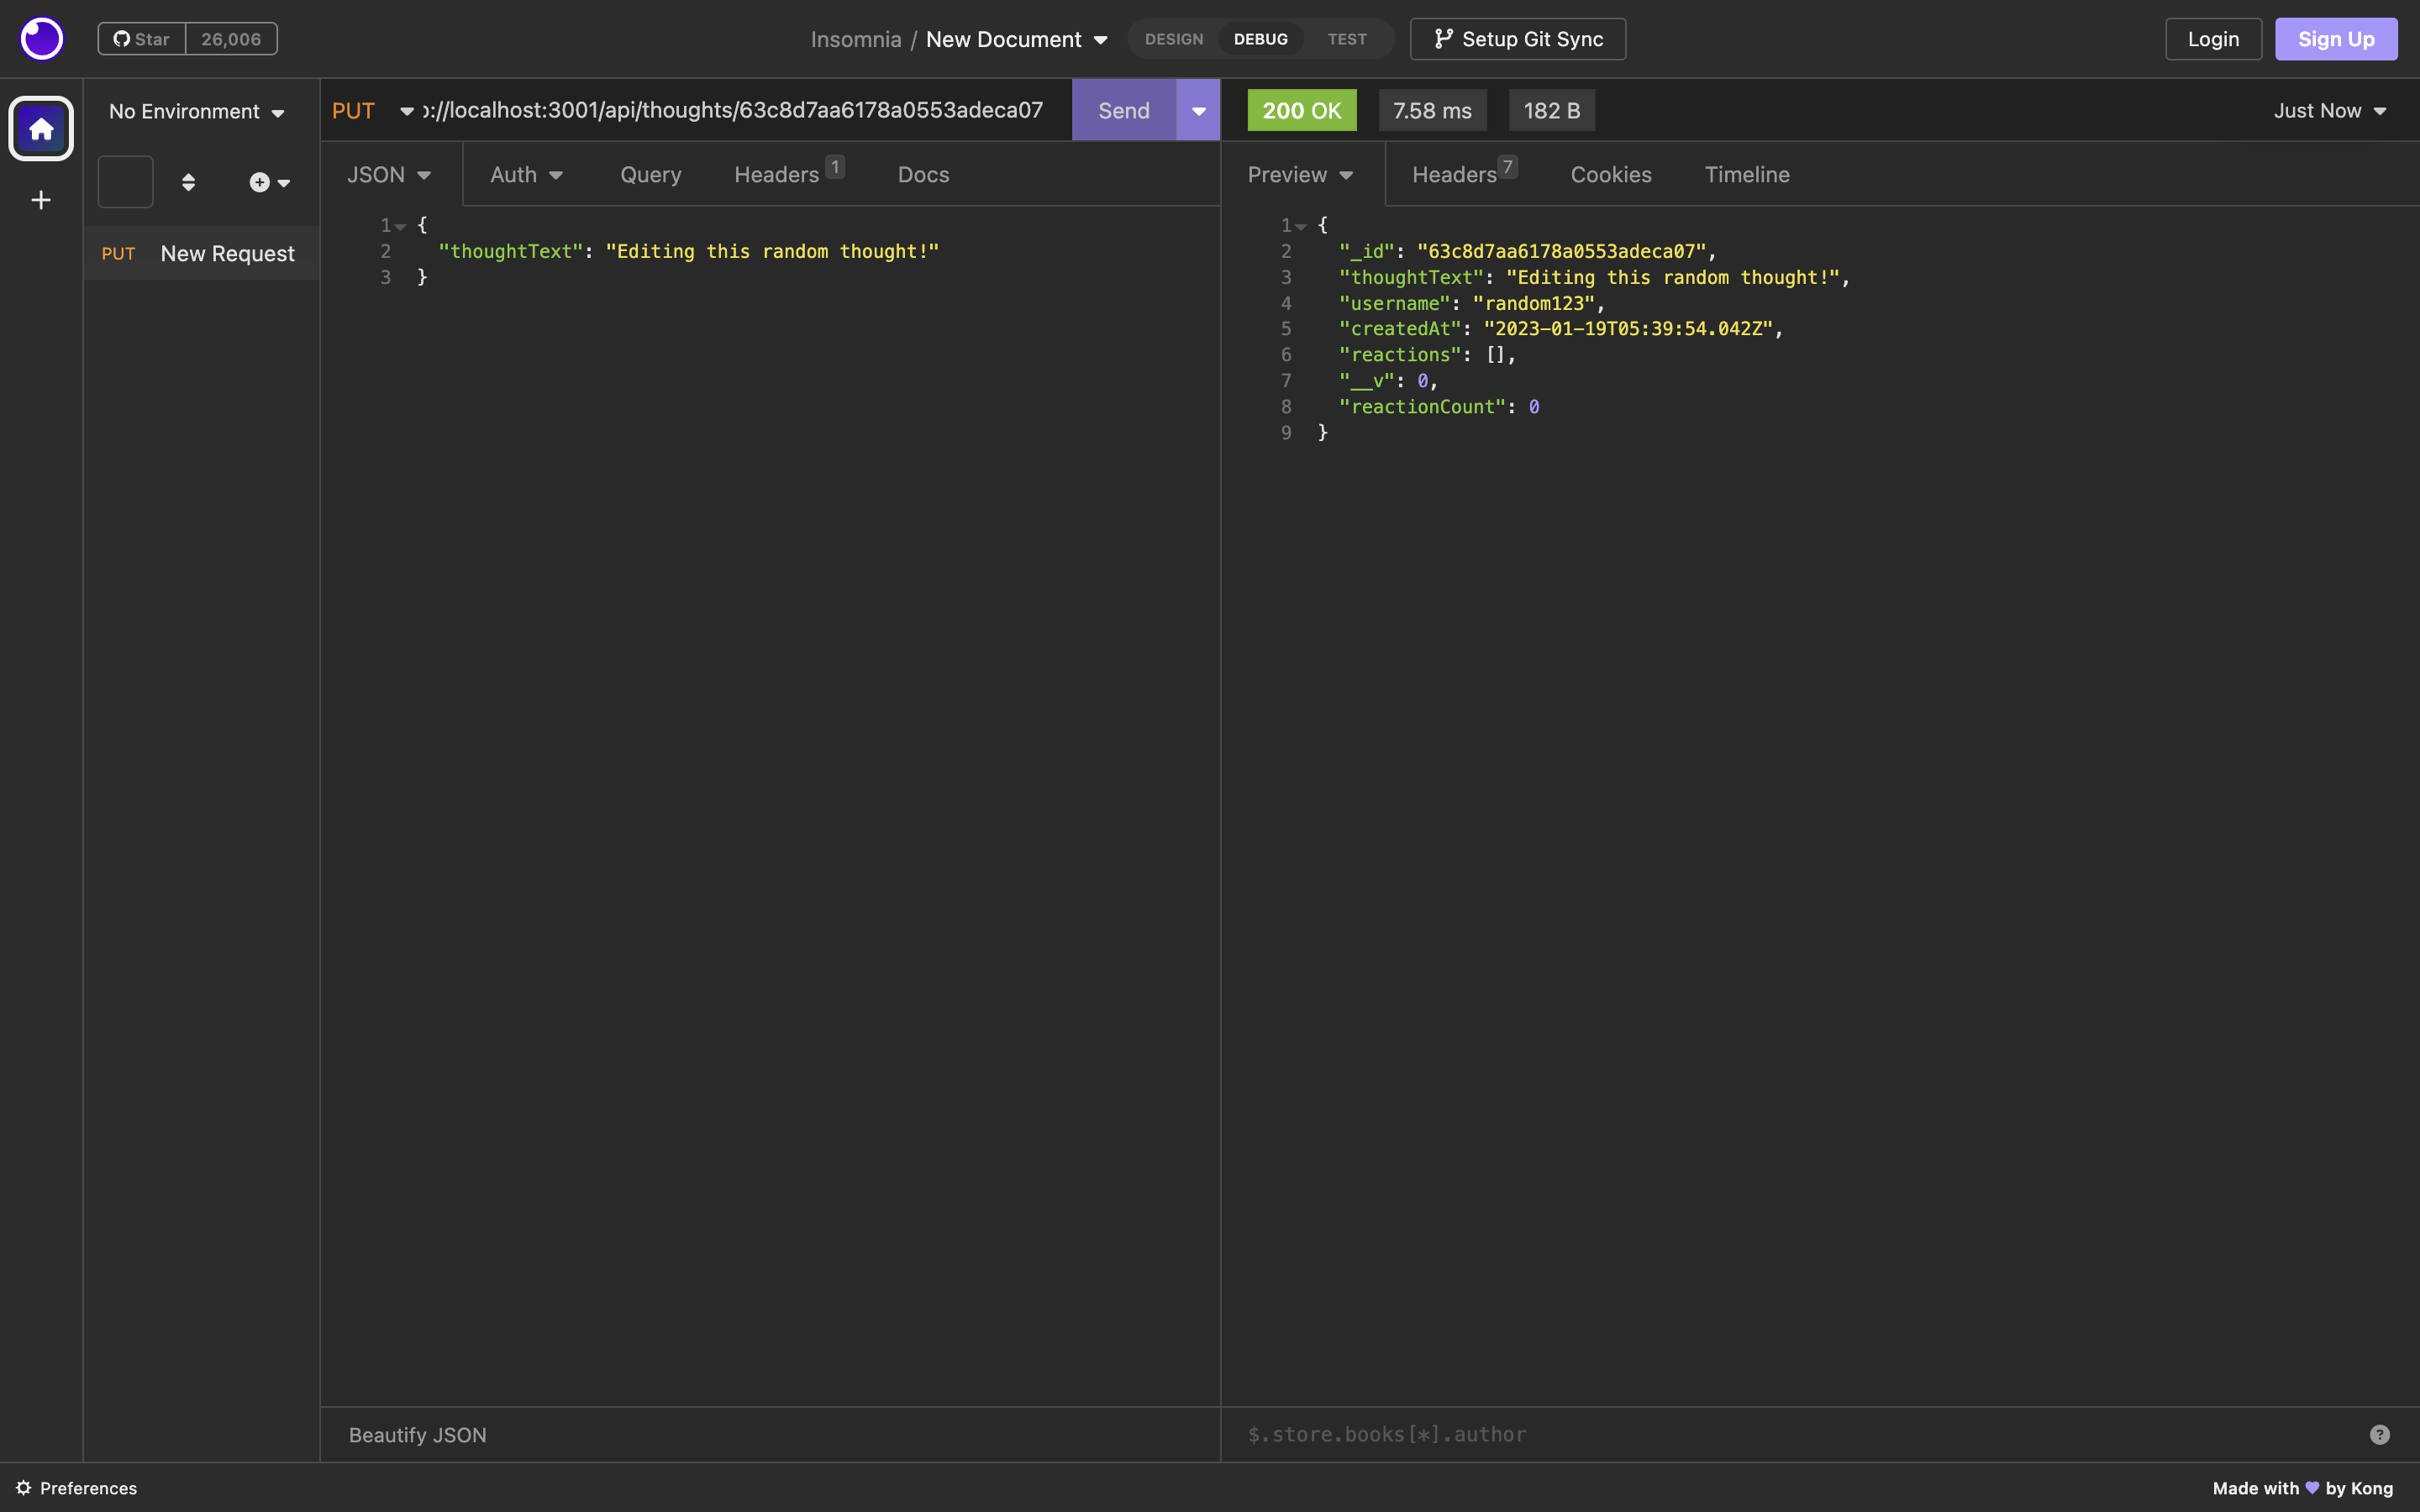 Star 26,006
Insomnia / New Document
DESIGN DEBUG TEST
Setup Git Sync
Login
Sign Up
No Environment
PUT New Request
PUT ://localhost:3001/api/thoughts/63c8d7aa6178a0553adeca07
Send
JSON Auth Query Headers 1 Docs
1 {
2 "thoughtText": "Editing this random thought!"
3 }
Beautify JSON
200 OK 7.58 ms 182 B Just Now
Preview Headers 7 Cookies Timeline
1 {
2 "_id": "63c8d7aa6178a0553adeca07",
3 "thoughtText": "Editing this random thought!",
4 "username": "random123",
5 "createdAt": "2023-01-19T05:39:54.042Z",
6 "reactions": [],
7 "__v": 0,
8 "reactionCount": 0
9 }
$.store.books[*].author
?
Preferences
Made with 💜 by Kong